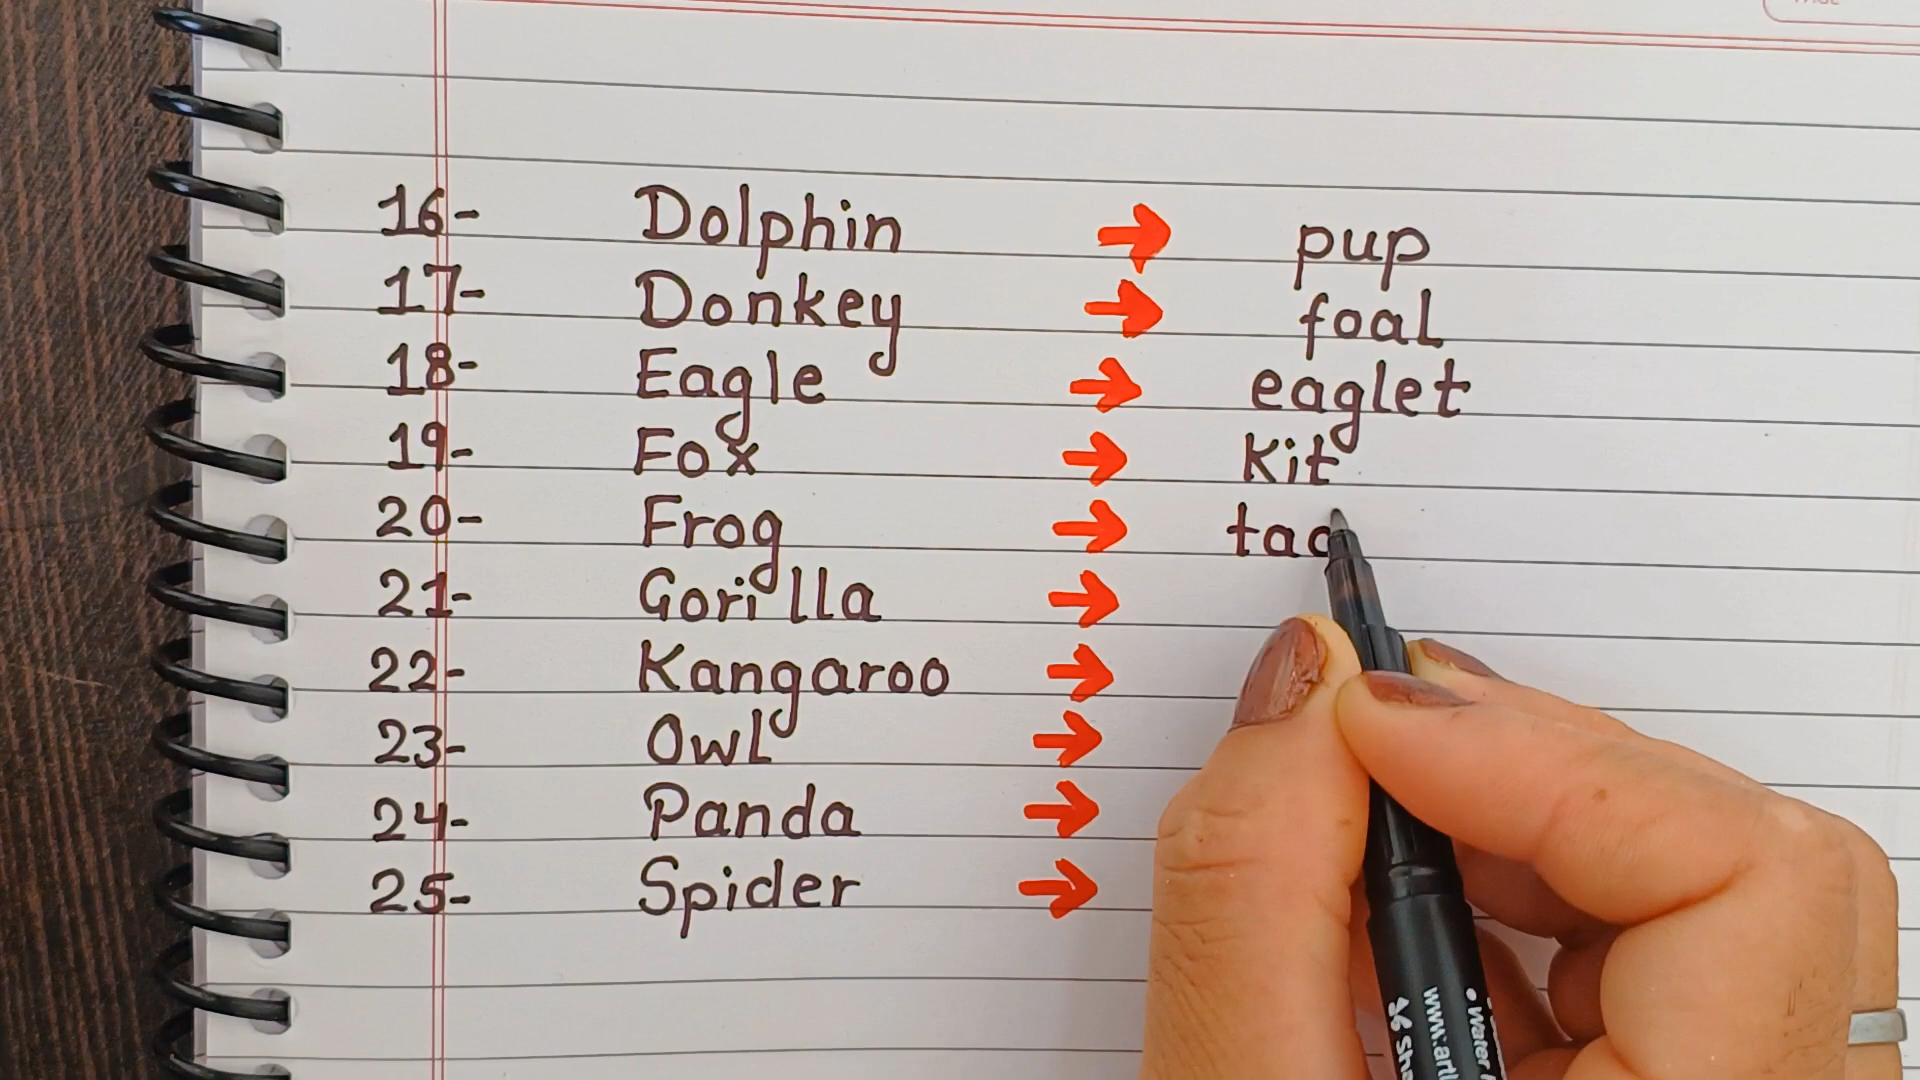 16- Dolphin → pup
17- Donkey → foal
18- Eagle → eaglet
19- Fox → Kit
20- Frog → tad
21- Gorilla →
22- Kangaroo →
23- Owl →
24- Panda →
25- Spider →